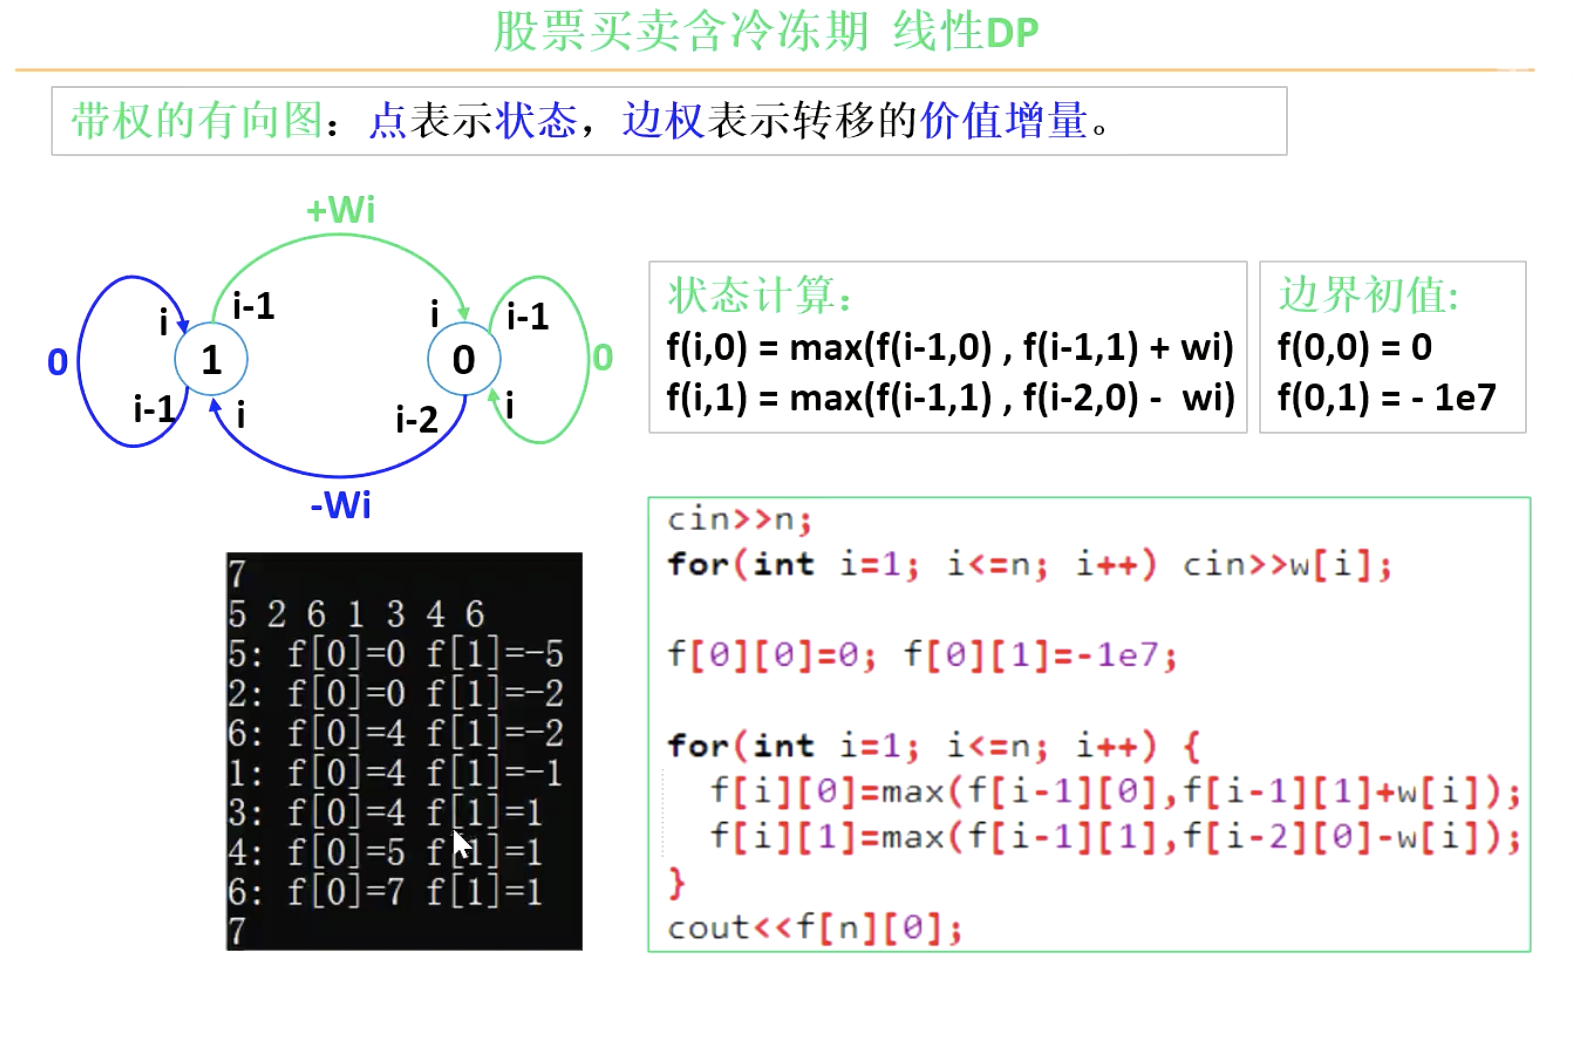 股票买卖含冷冻期 线性DP
带权的有向图：点表示状态，边权表示转移的价值增量。
+Wi
i
i-1
i
i-1
0
1
0
0
i-1
i
i-2
i
-Wi
状态计算：
f(i,0) = max(f(i-1,0) , f(i-1,1) + wi)
f(i,1) = max(f(i-1,1) , f(i-2,0) - wi)
边界初值:
f(0,0) = 0
f(0,1) = - 1e7
7
5 2 6 1 3 4 6
5: f[0]=0 f[1]=-5
2: f[0]=0 f[1]=-2
6: f[0]=4 f[1]=-2
1: f[0]=4 f[1]=-1
3: f[0]=4 f[1]=1
4: f[0]=5 f[1]=1
6: f[0]=7 f[1]=1
7
cin>>n;
for(int i=1; i<=n; i++) cin>>w[i];
f[0][0]=0; f[0][1]=-1e7;
for(int i=1; i<=n; i++) {
f[i][0]=max(f[i-1][0],f[i-1][1]+w[i]);
f[i][1]=max(f[i-1][1],f[i-2][0]-w[i]);
}
cout<<f[n][0];